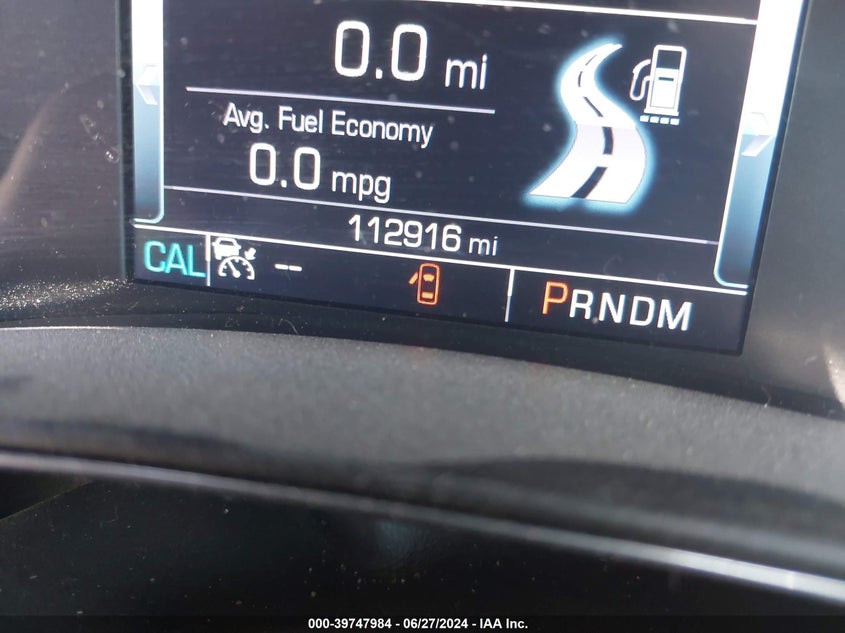 0.0 mi
Avg. Fuel Economy
0.0 mpg
112916 mi
CAL -- PRNDM
000-39747984 - 06/27/2024 - IAA Inc.